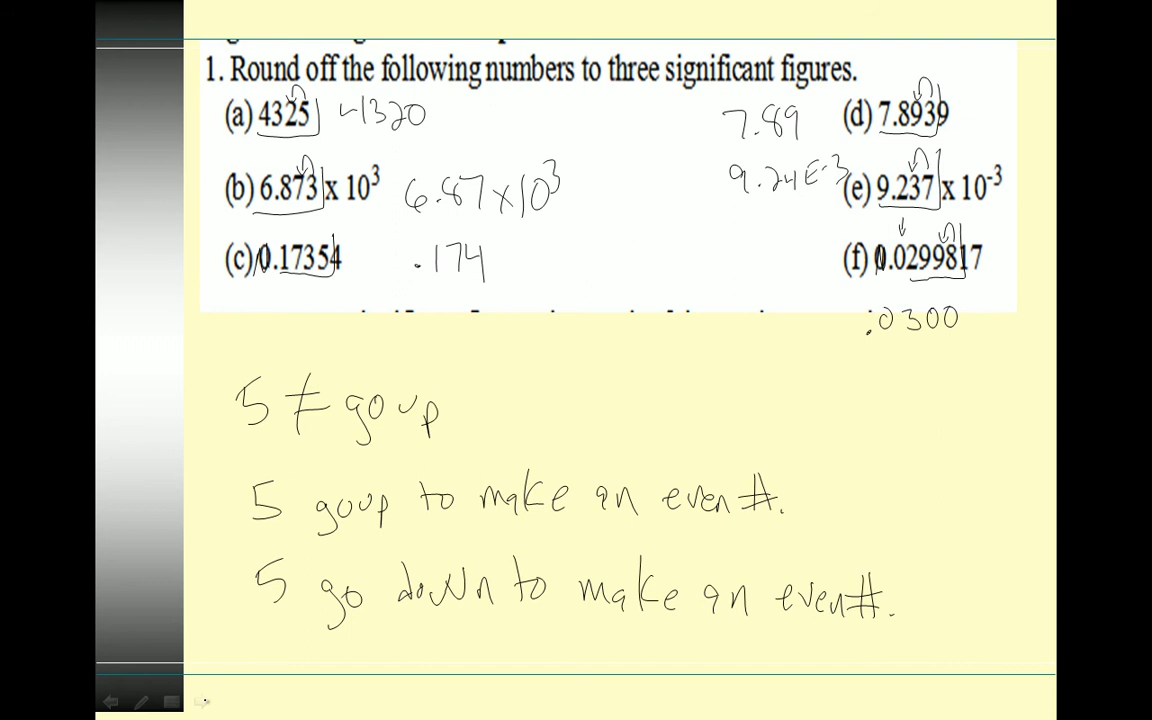 1. Round off the following numbers to three significant figures.
(a) 4325 4320 7.89 (d) 7.8939
(b) 6.873 x 10³ 6.87 x 10³ 9.24E-3 (e) 9.237 x 10⁻³
(c) 0.17354 .174 (f) 0.0299817
.0300
5 ≠ go up
5 go up to make an even #.
5 go down to make an even #.